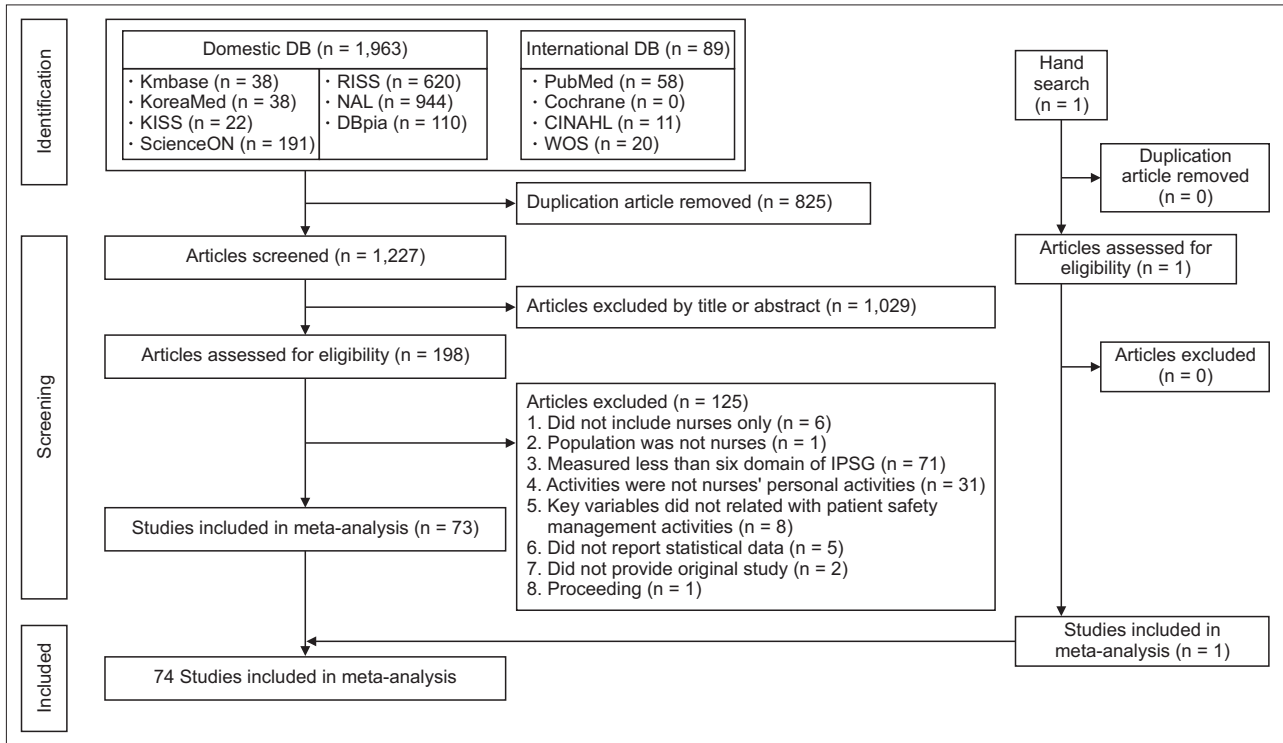 Identification
Domestic DB (n = 1,963)
· Kmbase (n = 38)
· KoreaMed (n = 38)
· KISS (n = 22)
· ScienceON (n = 191)
· RISS (n = 620)
· NAL (n = 944)
· DBpia (n = 110)
International DB (n = 89)
· PubMed (n = 58)
· Cochrane (n = 0)
· CINAHL (n = 11)
· WOS (n = 20)
Hand
search
(n = 1)
Duplication
article removed
(n = 0)
Duplication article removed (n = 825)
Screening
Articles screened (n = 1,227)
Articles assessed for
eligibility (n = 1)
Articles excluded by title or abstract (n = 1,029)
Articles assessed for eligibility (n = 198)
Articles excluded
(n = 0)
Articles excluded (n = 125)
1. Did not include nurses only (n = 6)
2. Population was not nurses (n = 1)
3. Measured less than six domain of IPSG (n = 71)
4. Activities were not nurses' personal activities (n = 31)
5. Key variables did not related with patient safety
management activities (n = 8)
6. Did not report statistical data (n = 5)
7. Did not provide original study (n = 2)
8. Proceeding (n = 1)
Studies included in meta-analysis (n = 73)
Included
Studies included in
meta-analysis (n = 1)
74 Studies included in meta-analysis